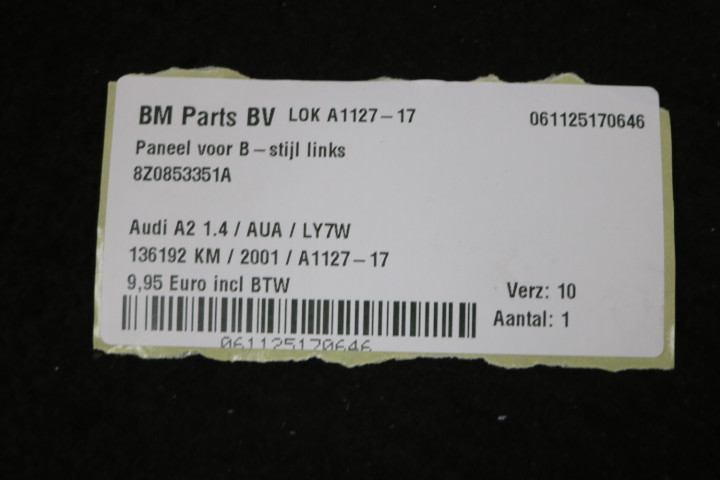 BM Parts BV LOK A1127-17 061125170646
Paneel voor B-stijl links
8Z0853351A
Audi A2 1.4 / AUA / LY7W
136192 KM / 2001 / A1127-17
9,95 Euro incl BTW
Verz: 10
Aantal: 1
061125170646